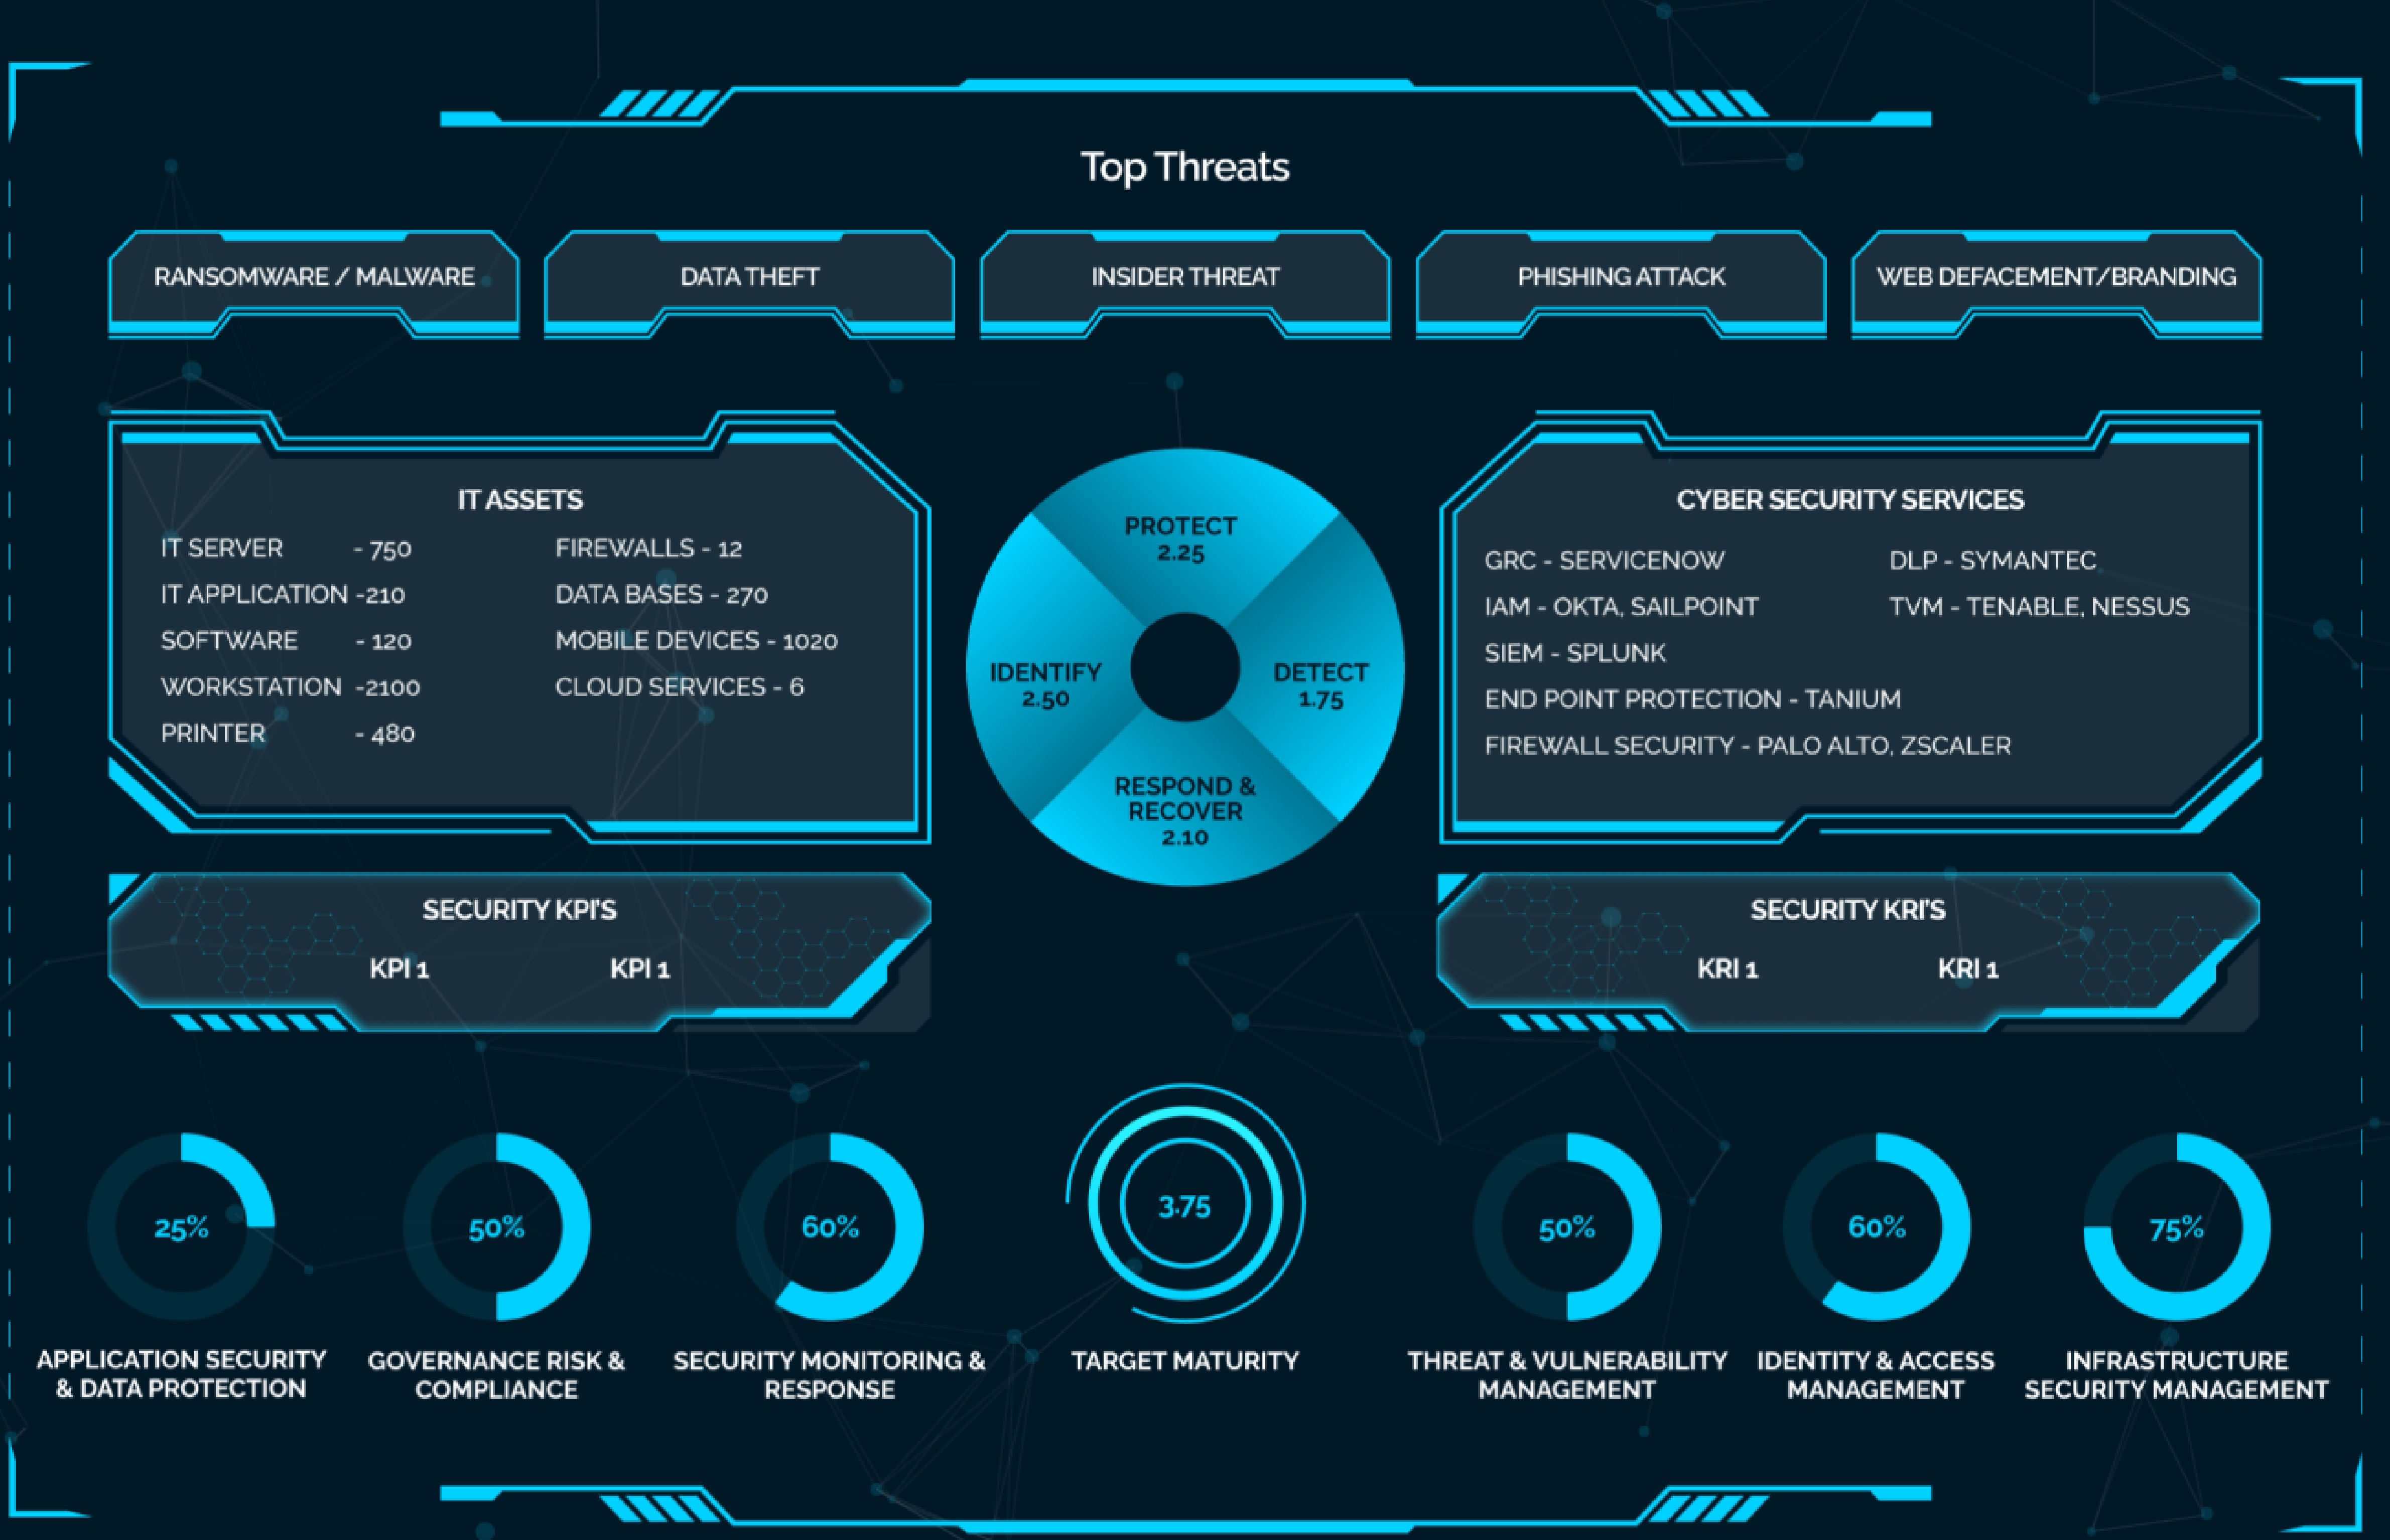 Top Threats
RANSOMWARE / MALWARE
DATA THEFT
INSIDER THREAT
PHISHING ATTACK
WEB DEFACEMENT/BRANDING
IT ASSETS
IT SERVER - 750
IT APPLICATION -210
SOFTWARE - 120
WORKSTATION -2100
PRINTER - 480
FIREWALLS - 12
DATA BASES - 270
MOBILE DEVICES - 1020
CLOUD SERVICES - 6
PROTECT
2.25
IDENTIFY
2.50
DETECT
1.75
RESPOND &
RECOVER
2.10
CYBER SECURITY SERVICES
GRC - SERVICENOW
IAM - OKTA, SAILPOINT
SIEM - SPLUNK
END POINT PROTECTION - TANIUM
FIREWALL SECURITY - PALO ALTO, ZSCALER
DLP - SYMANTEC
TVM - TENABLE, NESSUS
SECURITY KPI'S
KPI 1
KPI 1
SECURITY KRI'S
KRI 1
KRI 1
25%
APPLICATION SECURITY
& DATA PROTECTION
50%
GOVERNANCE RISK &
COMPLIANCE
60%
SECURITY MONITORING &
RESPONSE
3.75
TARGET MATURITY
50%
THREAT & VULNERABILITY
MANAGEMENT
60%
IDENTITY & ACCESS
MANAGEMENT
75%
INFRASTRUCTURE
SECURITY MANAGEMENT